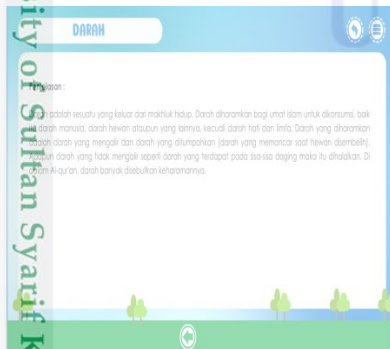 DARAH
Penjelasan :
Darah adalah sesuatu yang keluar dari makhluk hidup. Darah diharamkan bagi umat islam untuk dikonsumsi, baik
itu darah manusia, darah hewan ataupun yang lainnya, kecuali darah hati dan limfa. Darah yang diharamkan
adalah darah yang mengalir dan darah yang ditumpahkan (darah yang memancar saat hewan disembelih).
Adapun darah yang tidak mengalir seperti darah yang terdapat pada sisa-sisa daging maka itu dihalalkan. Di
dalam Al-qur'an, darah banyak disebutkan keharamannya.
ity of Sultan Syarif K